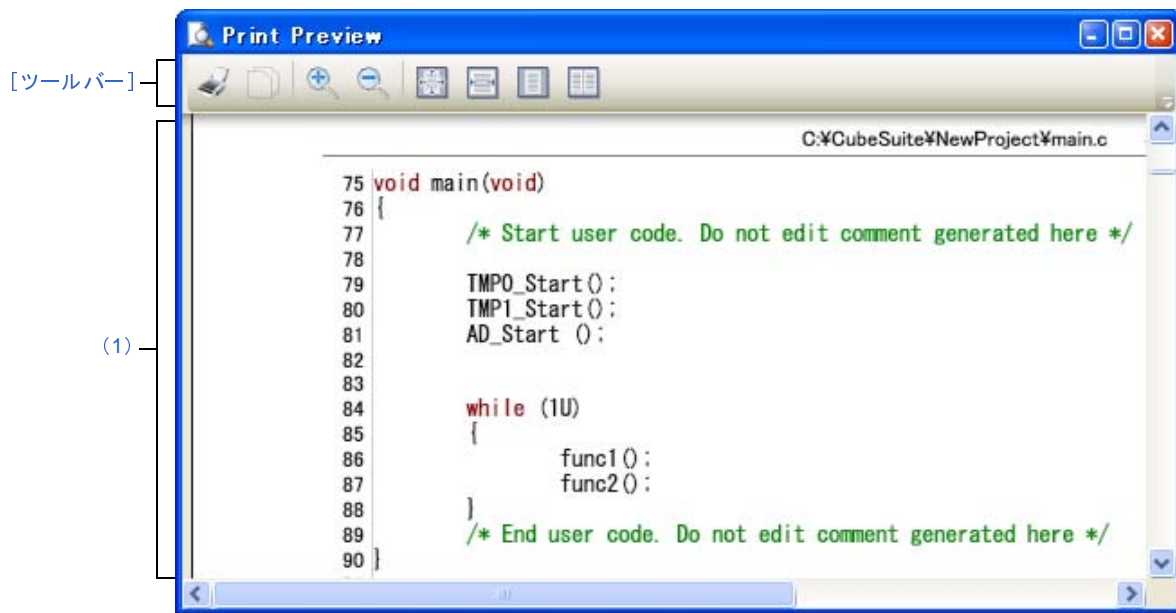 Print Preview
[ツールバー]
C:¥CubeSuite¥NewProject¥main.c
(1)
75 void main(void)
76 {
77 /* Start user code. Do not edit comment generated here */
78
79 TMP0_Start();
80 TMP1_Start();
81 AD_Start ();
82
83
84 while (1U)
85 {
86 func1();
87 func2();
88 }
89 /* End user code. Do not edit comment generated here */
90 }